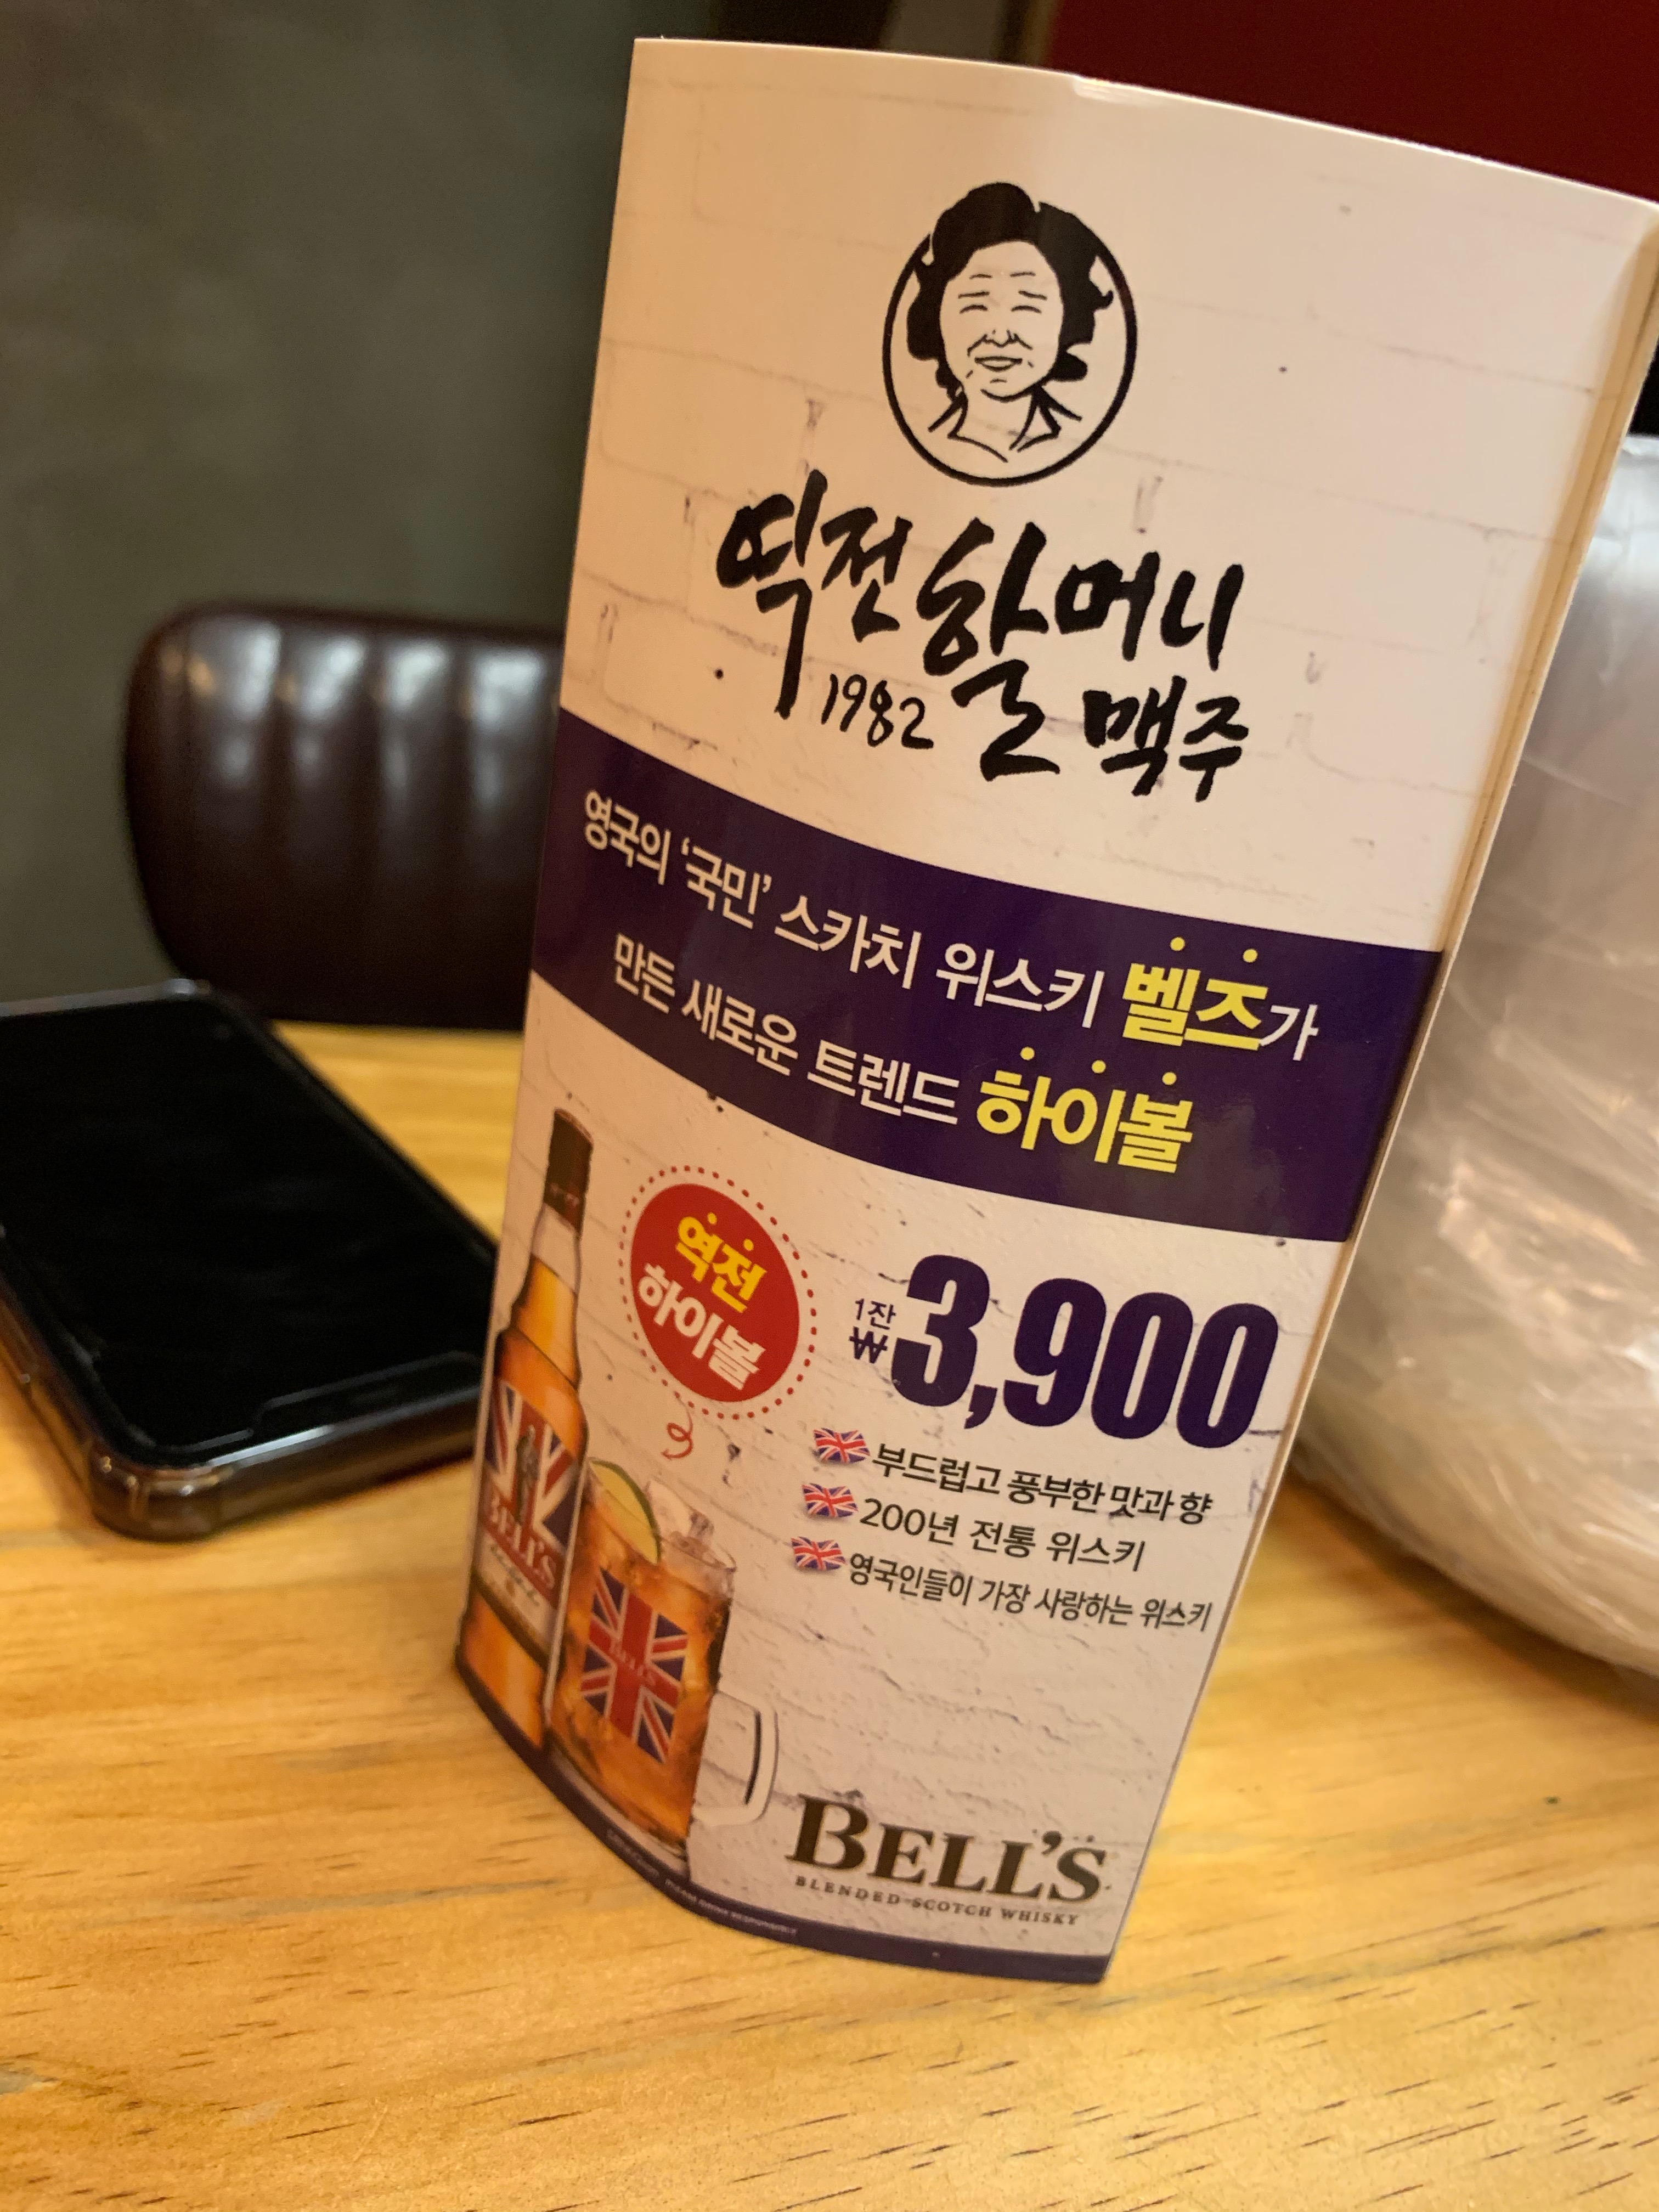 역전할머니
1982 맥주
영국의 '국민' 스카치 위스키 벨즈가
만든 새로운 트렌드 하이볼
역전
하이볼
1잔
₩3,900
부드럽고 풍부한 맛과 향
200년 전통 위스키
영국인들이 가장 사랑하는 위스키
BELL'S
BELL'S
BELL'S
BLENDED SCOTCH WHISKY